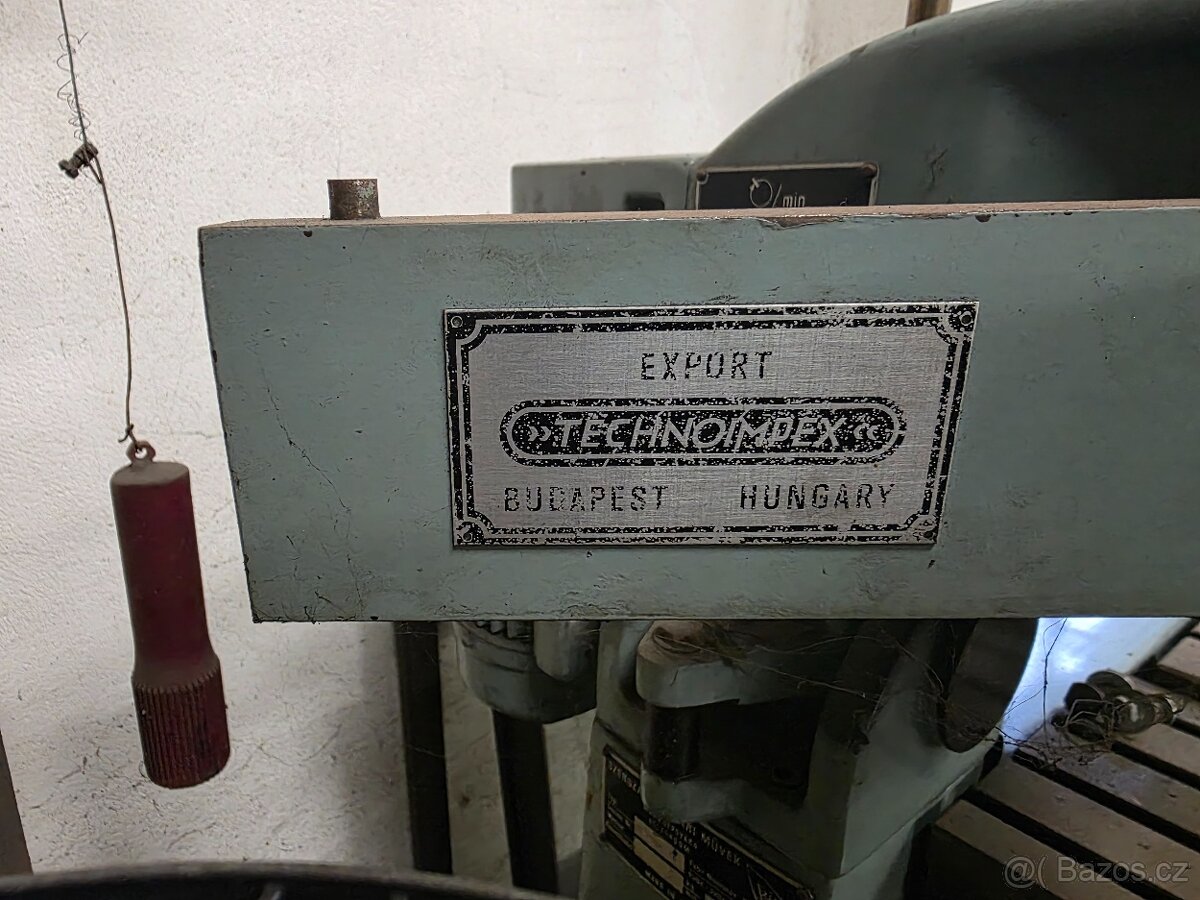 /min
EXPORT
»TECHNOIMPEX«
BUDAPEST HUNGARY
MŰVEK
@( Bazos.cz